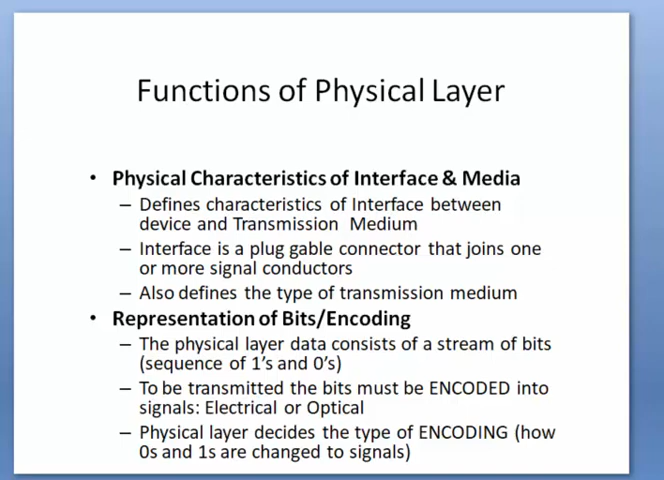 Functions of Physical Layer
• Physical Characteristics of Interface & Media
– Defines characteristics of Interface between
device and Transmission Medium
– Interface is a plug gable connector that joins one
or more signal conductors
– Also defines the type of transmission medium
• Representation of Bits/Encoding
– The physical layer data consists of a stream of bits
(sequence of 1's and 0's)
– To be transmitted the bits must be ENCODED into
signals: Electrical or Optical
– Physical layer decides the type of ENCODING (how
0s and 1s are changed to signals)